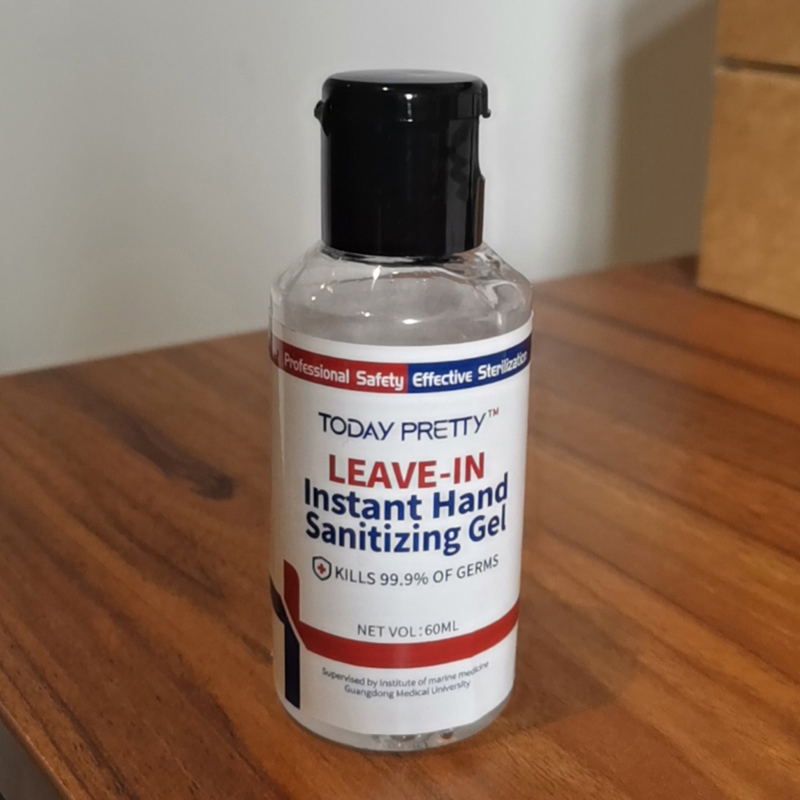 Professional Safety Effective Sterilization
TODAY PRETTY™
LEAVE-IN
Instant Hand
Sanitizing Gel
KILLS 99.9% OF GERMS
NET VOL:60ML
Supervised by Institute of marine medicine
Guangdong Medical University